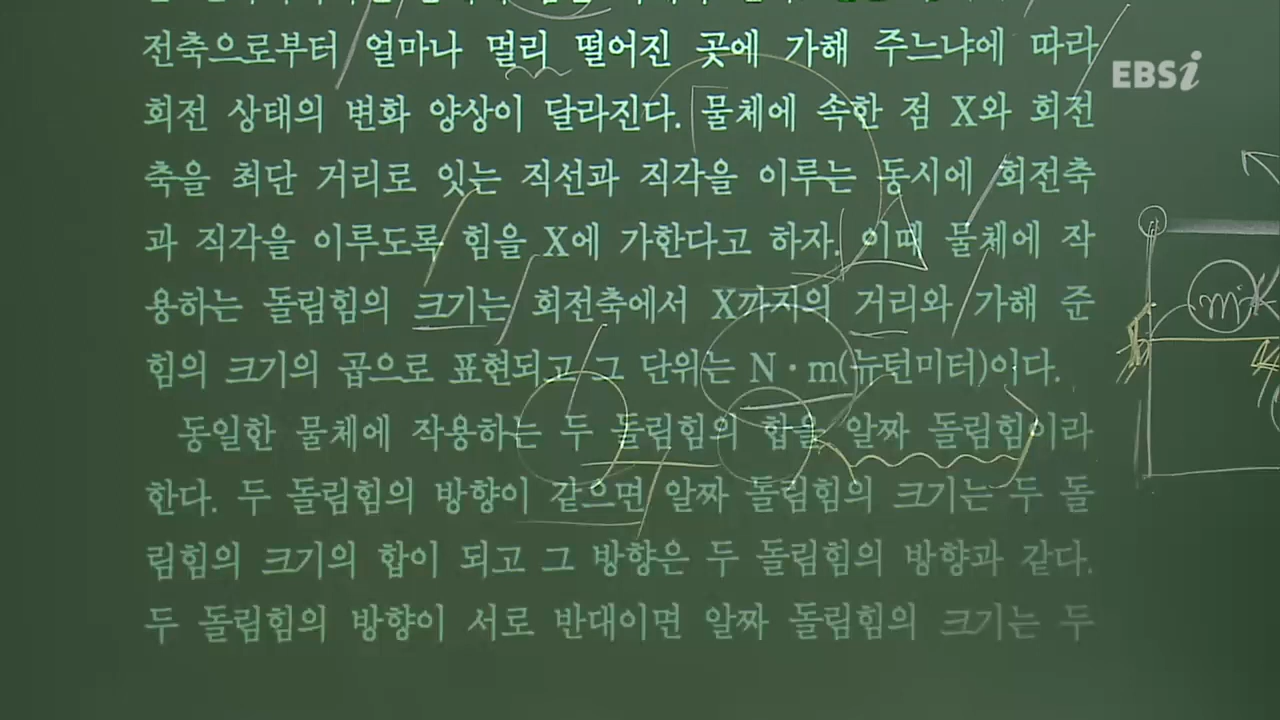 전축으로부터 얼마나 멀리 떨어진 곳에 가해 주느냐에 따라
회전 상태의 변화 양상이 달라진다. 물체에 속한 점 X와 회전
축을 최단 거리로 잇는 직선과 직각을 이루는 동시에 회전축
과 직각을 이루도록 힘을 X에 가한다고 하자. 이때 물체에 작
용하는 돌림힘의 크기는 회전축에서 X까지의 거리와 가해 준
힘의 크기의 곱으로 표현되고 그 단위는 N·m(뉴턴미터)이다.
동일한 물체에 작용하는 두 돌림힘의 합을 알짜 돌림힘이라
한다. 두 돌림힘의 방향이 같으면 알짜 돌림힘의 크기는 두 돌
림힘의 크기의 합이 되고 그 방향은 두 돌림힘의 방향과 같다.
두 돌림힘의 방향이 서로 반대이면 알짜 돌림힘의 크기는 두
EBSi
m